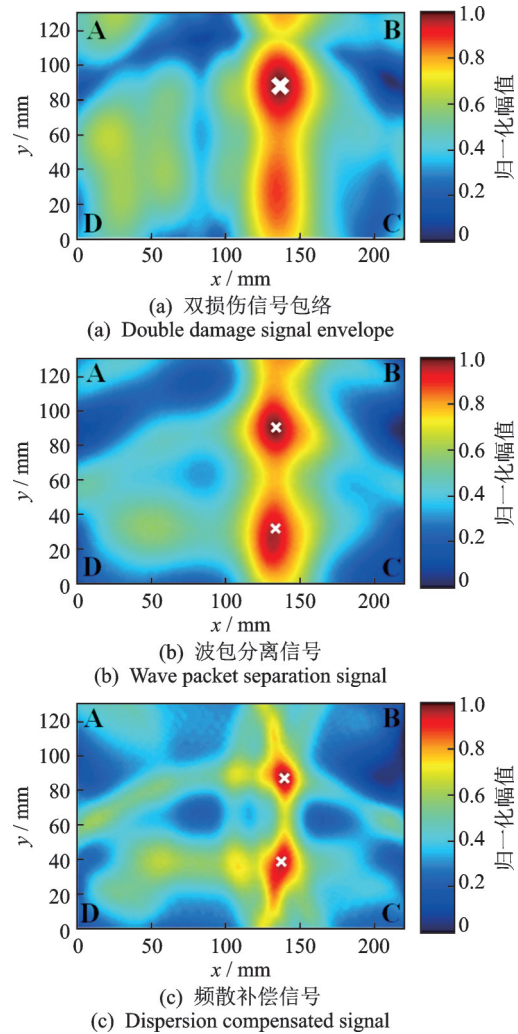 A
B
120
100
80
60
40
20
0
D
C
0
50
100
150
200
y / mm
x / mm
1.0
0.8
0.6
0.4
0.2
0
归一化幅值
(a) 双损伤信号包络
(a) Double damage signal envelope
A
B
120
100
80
60
40
20
0
D
C
0
50
100
150
200
y / mm
x / mm
1.0
0.8
0.6
0.4
0.2
0
归一化幅值
(b) 波包分离信号
(b) Wave packet separation signal
A
B
120
100
80
60
40
20
0
D
C
0
50
100
150
200
y / mm
x / mm
1.0
0.8
0.6
0.4
0.2
0
归一化幅值
(c) 频散补偿信号
(c) Dispersion compensated signal